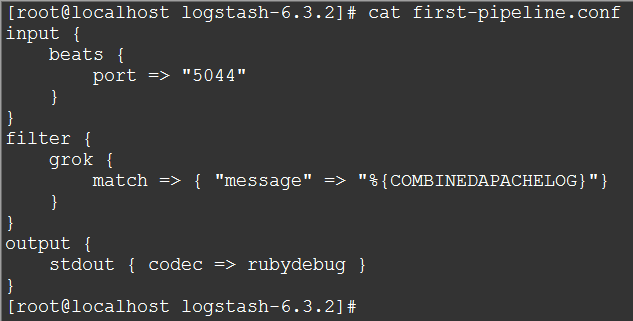 [root@localhost logstash-6.3.2]# cat first-pipeline.conf
input {
    beats {
        port => "5044"
    }
}
filter {
    grok {
        match => { "message" => "%{COMBINEDAPACHELOG}"}
    }
}
output {
    stdout { codec => rubydebug }
}
[root@localhost logstash-6.3.2]#